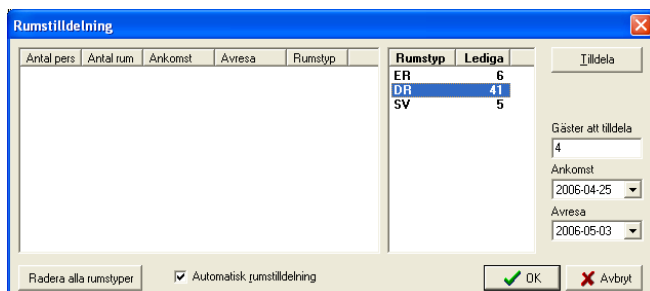 Rumstilldelning
Antal pers Antal rum Ankomst Avresa Rumstyp
Rumstyp Lediga
ER 6
DR 41
SV 5
Tilldela
Gäster att tilldela
4
Ankomst
2006-04-25
Avresa
2006-05-03
Radera alla rumstyper
Automatisk rumstilldelning
OK
Avbryt